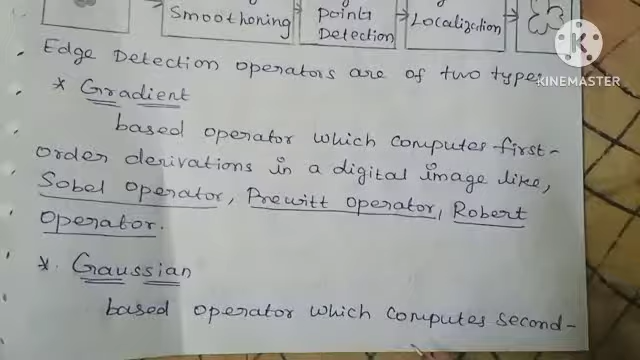 Smoothening
Points
Detection
Localization
KINEMASTER
Edge Detection operators are of two types
* Gradient
based operator which computes first-
order derivations in a digital image like,
Sobel operator, Prewitt operator, Robert
operator.
* Gaussian
based operator which computes second-